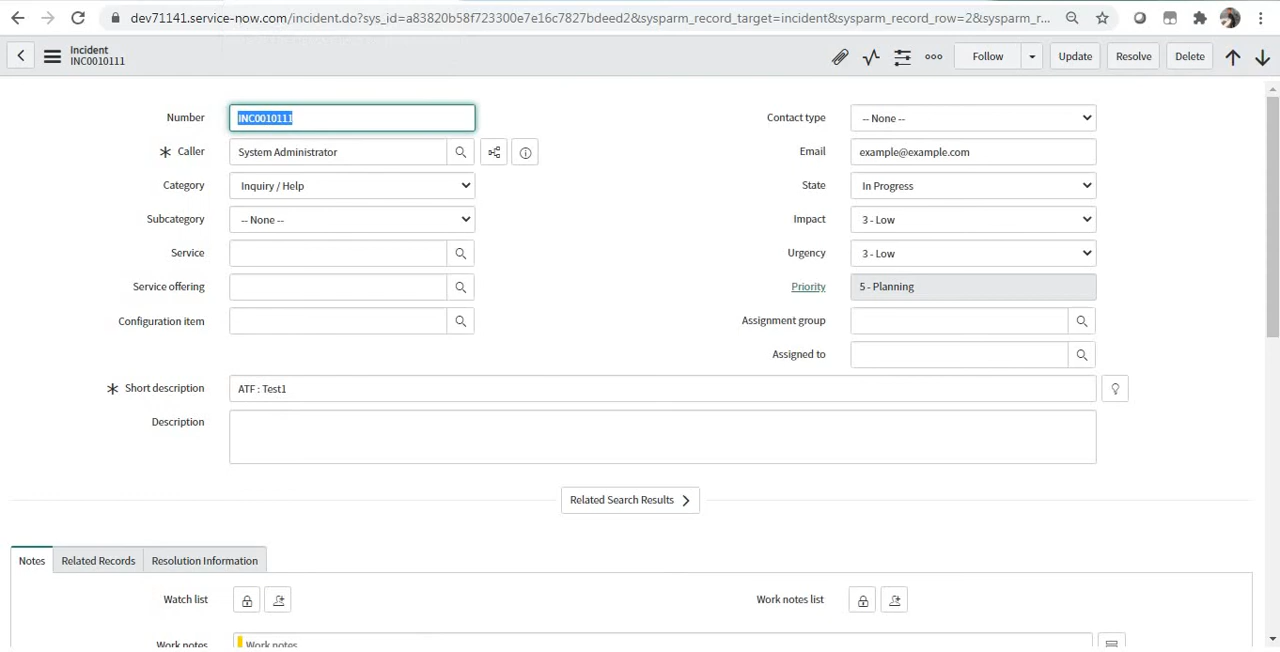 dev71141.service-now.com/incident.do?sys_id=a83820b58f723300e7e16c7827bdeed2&sysparm_record_target=incident&sysparm_record_row=2&sysparm_r...
Incident
INC0010111
Follow
Update
Resolve
Delete
Number INC0010111
Contact type -- None --
Caller System Administrator
Email example@example.com
Category Inquiry / Help
State In Progress
Subcategory -- None --
Impact 3 - Low
Service
Urgency 3 - Low
Service offering
Priority 5 - Planning
Configuration item
Assignment group
Assigned to
Short description ATF : Test1
Description
Related Search Results
Notes Related Records Resolution Information
Watch list
Work notes list
Work notes Work notes